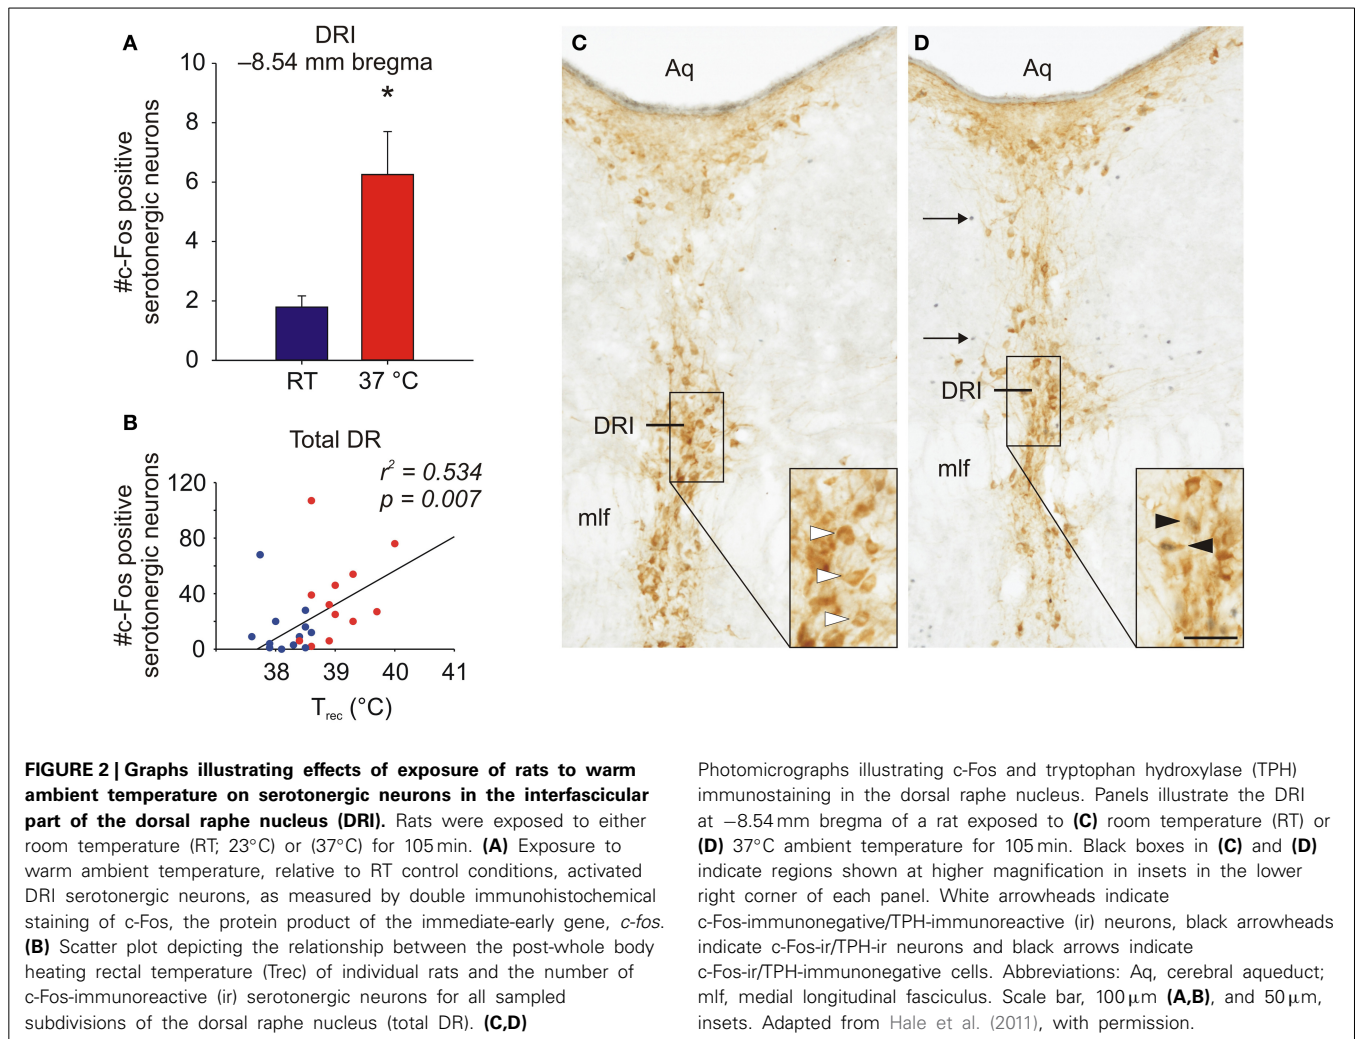 A
DRI
–8.54 mm bregma
#c-Fos positive
serotonergic neurons
10
8
6
4
2
0
*
RT
37 °C
B
Total DR
r² = 0.534
p = 0.007
#c-Fos positive
serotonergic neurons
120
80
40
0
38
39
40
41
Trec (°C)
C
Aq
DRI
mlf
D
Aq
DRI
mlf
FIGURE 2 | Graphs illustrating effects of exposure of rats to warm
ambient temperature on serotonergic neurons in the interfascicular
part of the dorsal raphe nucleus (DRI). Rats were exposed to either
room temperature (RT; 23°C) or (37°C) for 105 min. (A) Exposure to
warm ambient temperature, relative to RT control conditions, activated
DRI serotonergic neurons, as measured by double immunohistochemical
staining of c-Fos, the protein product of the immediate-early gene, c-fos.
(B) Scatter plot depicting the relationship between the post-whole body
heating rectal temperature (Trec) of individual rats and the number of
c-Fos-immunoreactive (ir) serotonergic neurons for all sampled
subdivisions of the dorsal raphe nucleus (total DR). (C,D)
Photomicrographs illustrating c-Fos and tryptophan hydroxylase (TPH)
immunostaining in the dorsal raphe nucleus. Panels illustrate the DRI
at −8.54 mm bregma of a rat exposed to (C) room temperature (RT) or
(D) 37°C ambient temperature for 105 min. Black boxes in (C) and (D)
indicate regions shown at higher magnification in insets in the lower
right corner of each panel. White arrowheads indicate
c-Fos-immunonegative/TPH-immunoreactive (ir) neurons, black arrowheads
indicate c-Fos-ir/TPH-ir neurons and black arrows indicate
c-Fos-ir/TPH-immunonegative cells. Abbreviations: Aq, cerebral aqueduct;
mlf, medial longitudinal fasciculus. Scale bar, 100 μm (A,B), and 50 μm,
insets. Adapted from Hale et al. (2011), with permission.